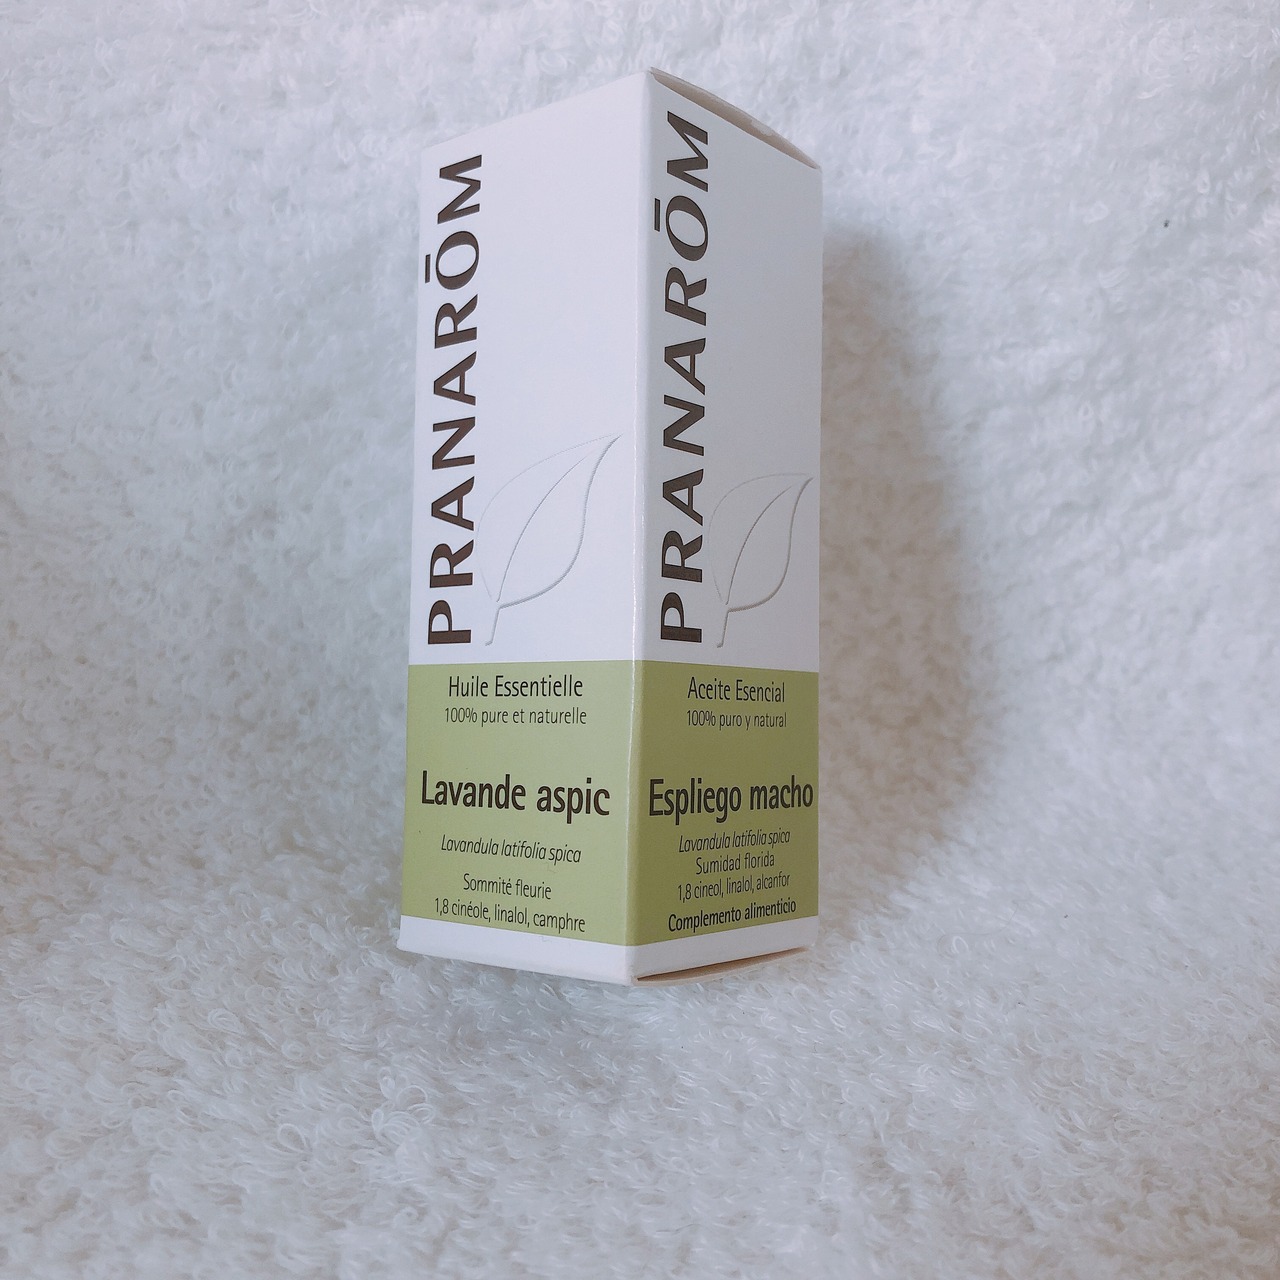 PRANARŌM
Huile Essentielle
100% pure et naturelle
Lavande aspic
Lavandula latifolia spica
Sommité fleurie
1,8 cinéole, linalol, camphre
PRANARŌM
Aceite Esencial
100% puro y natural
Espliego macho
Lavandula latifolia spica
Sumidad florida
1,8 cineol, linalol, alcanfor
Complemento alimenticio